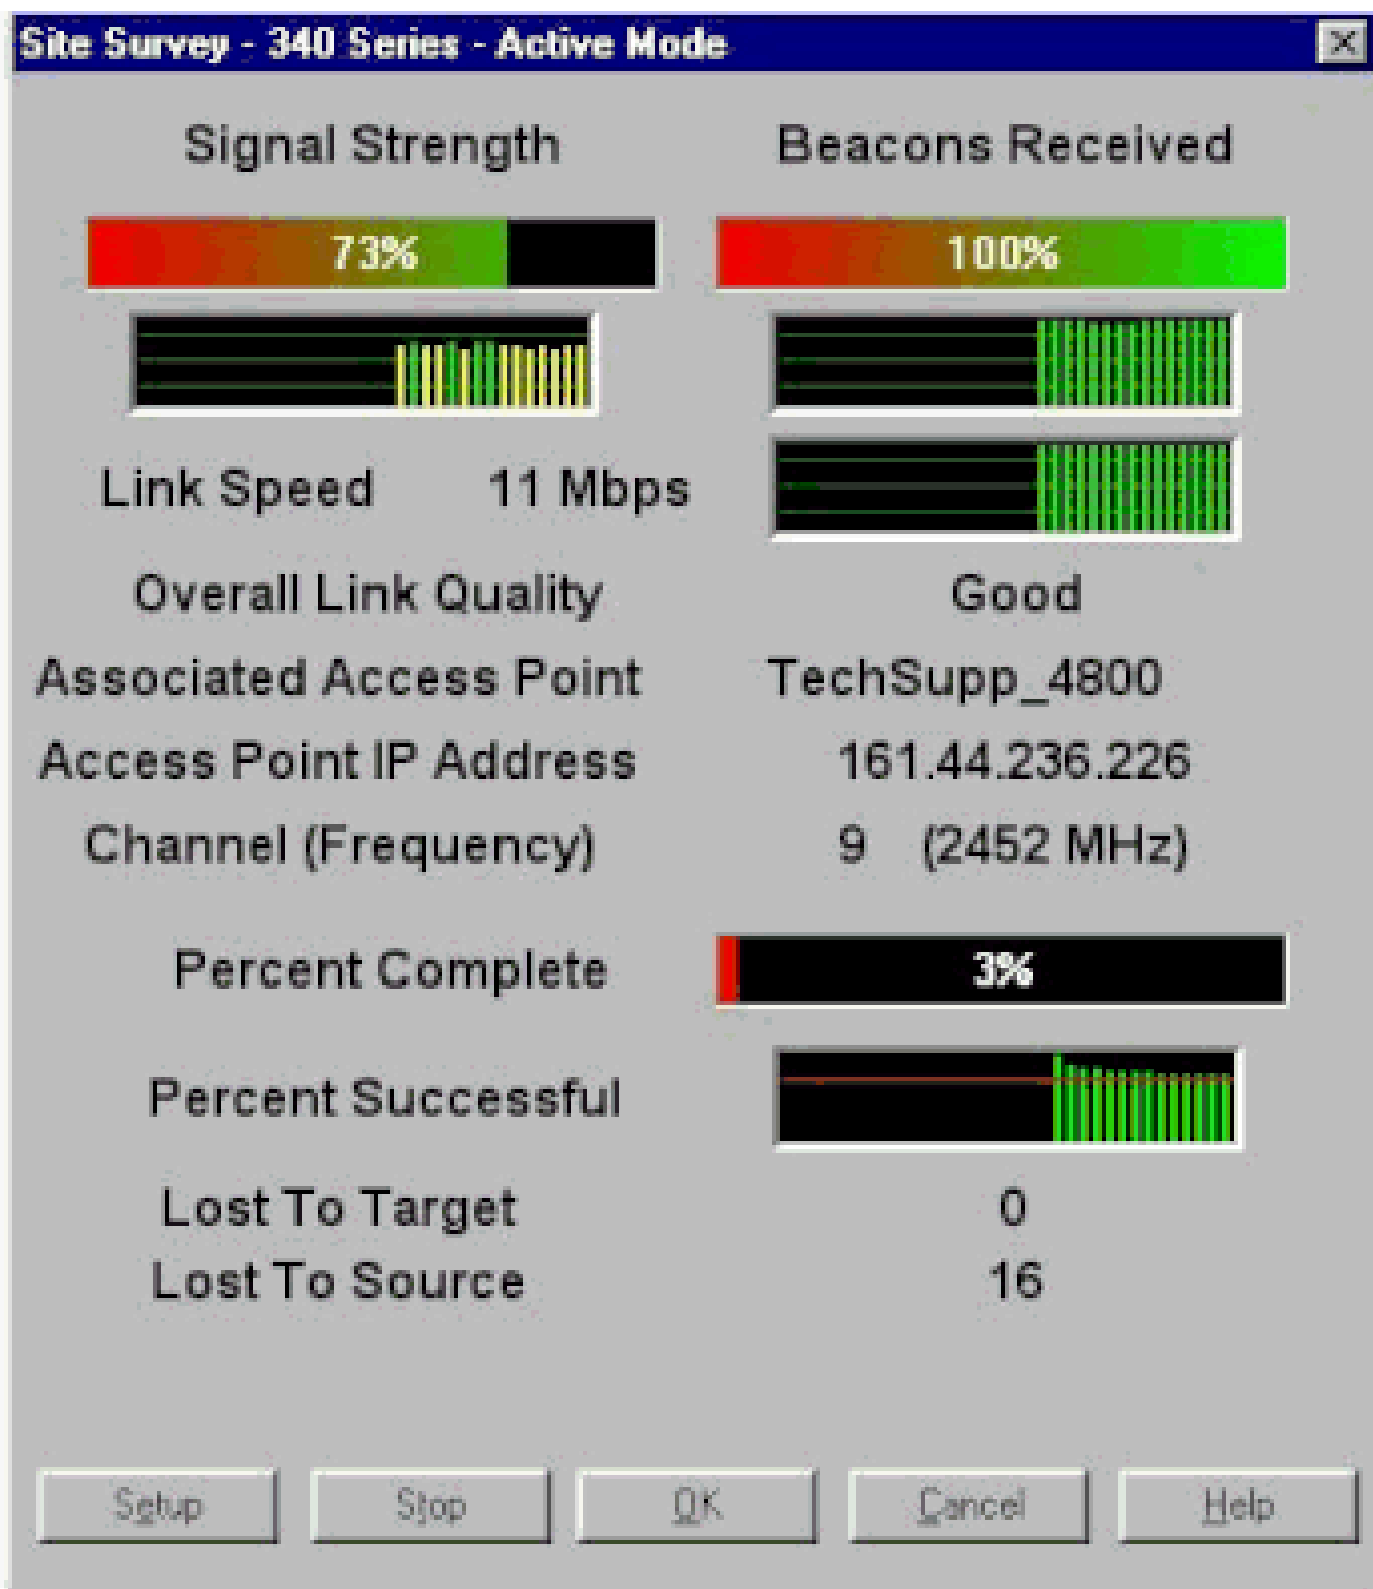 Site Survey - 340 Series - Active Mode
Signal Strength
Beacons Received
73%
100%
Link Speed 11 Mbps
Overall Link Quality Good
Associated Access Point TechSupp_4800
Access Point IP Address 161.44.236.226
Channel (Frequency) 9 (2452 MHz)
Percent Complete 3%
Percent Successful
Lost To Target 0
Lost To Source 16
Setup Stop OK Cancel Help